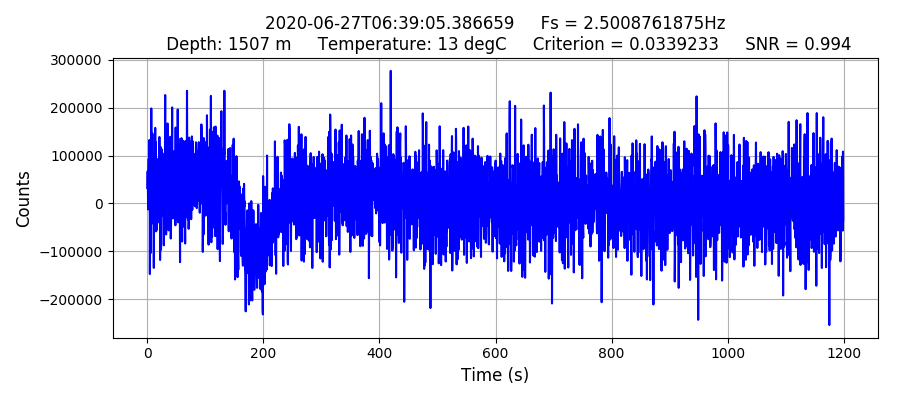 2020-06-27T06:39:05.386659 Fs = 2.5008761875Hz
Depth: 1507 m Temperature: 13 degC Criterion = 0.0339233 SNR = 0.994
300000
200000
100000
0
−100000
−200000
Counts
0 200 400 600 800 1000 1200
Time (s)